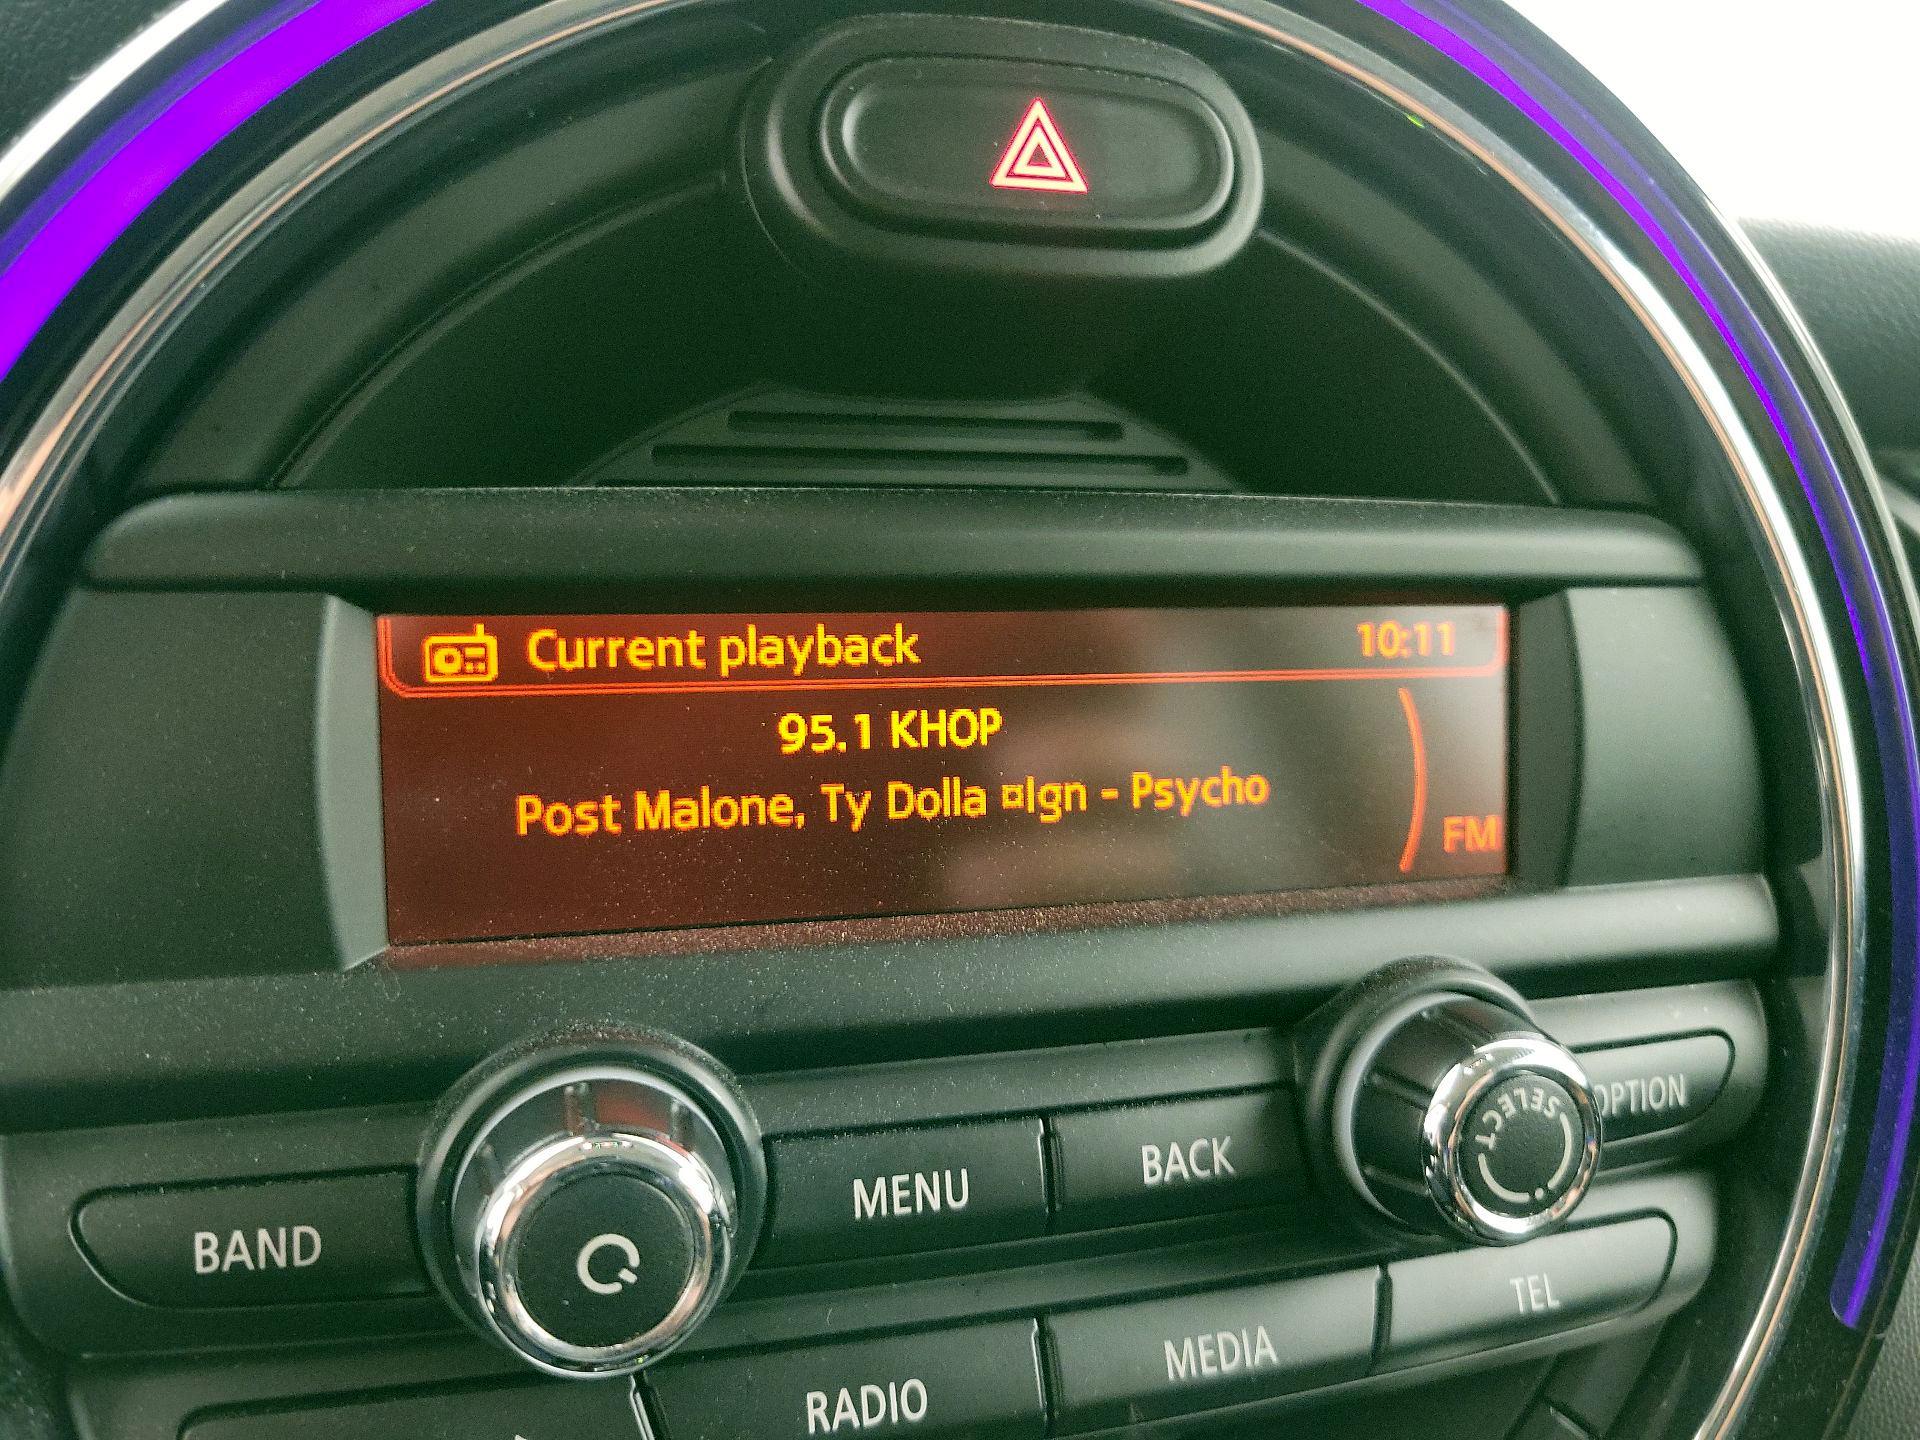 Current playback 10:11
95.1 KHOP
Post Malone, Ty Dolla ¤Ign - Psycho
FM
BAND
MENU
BACK
SELECT
OPTION
RADIO
MEDIA
TEL